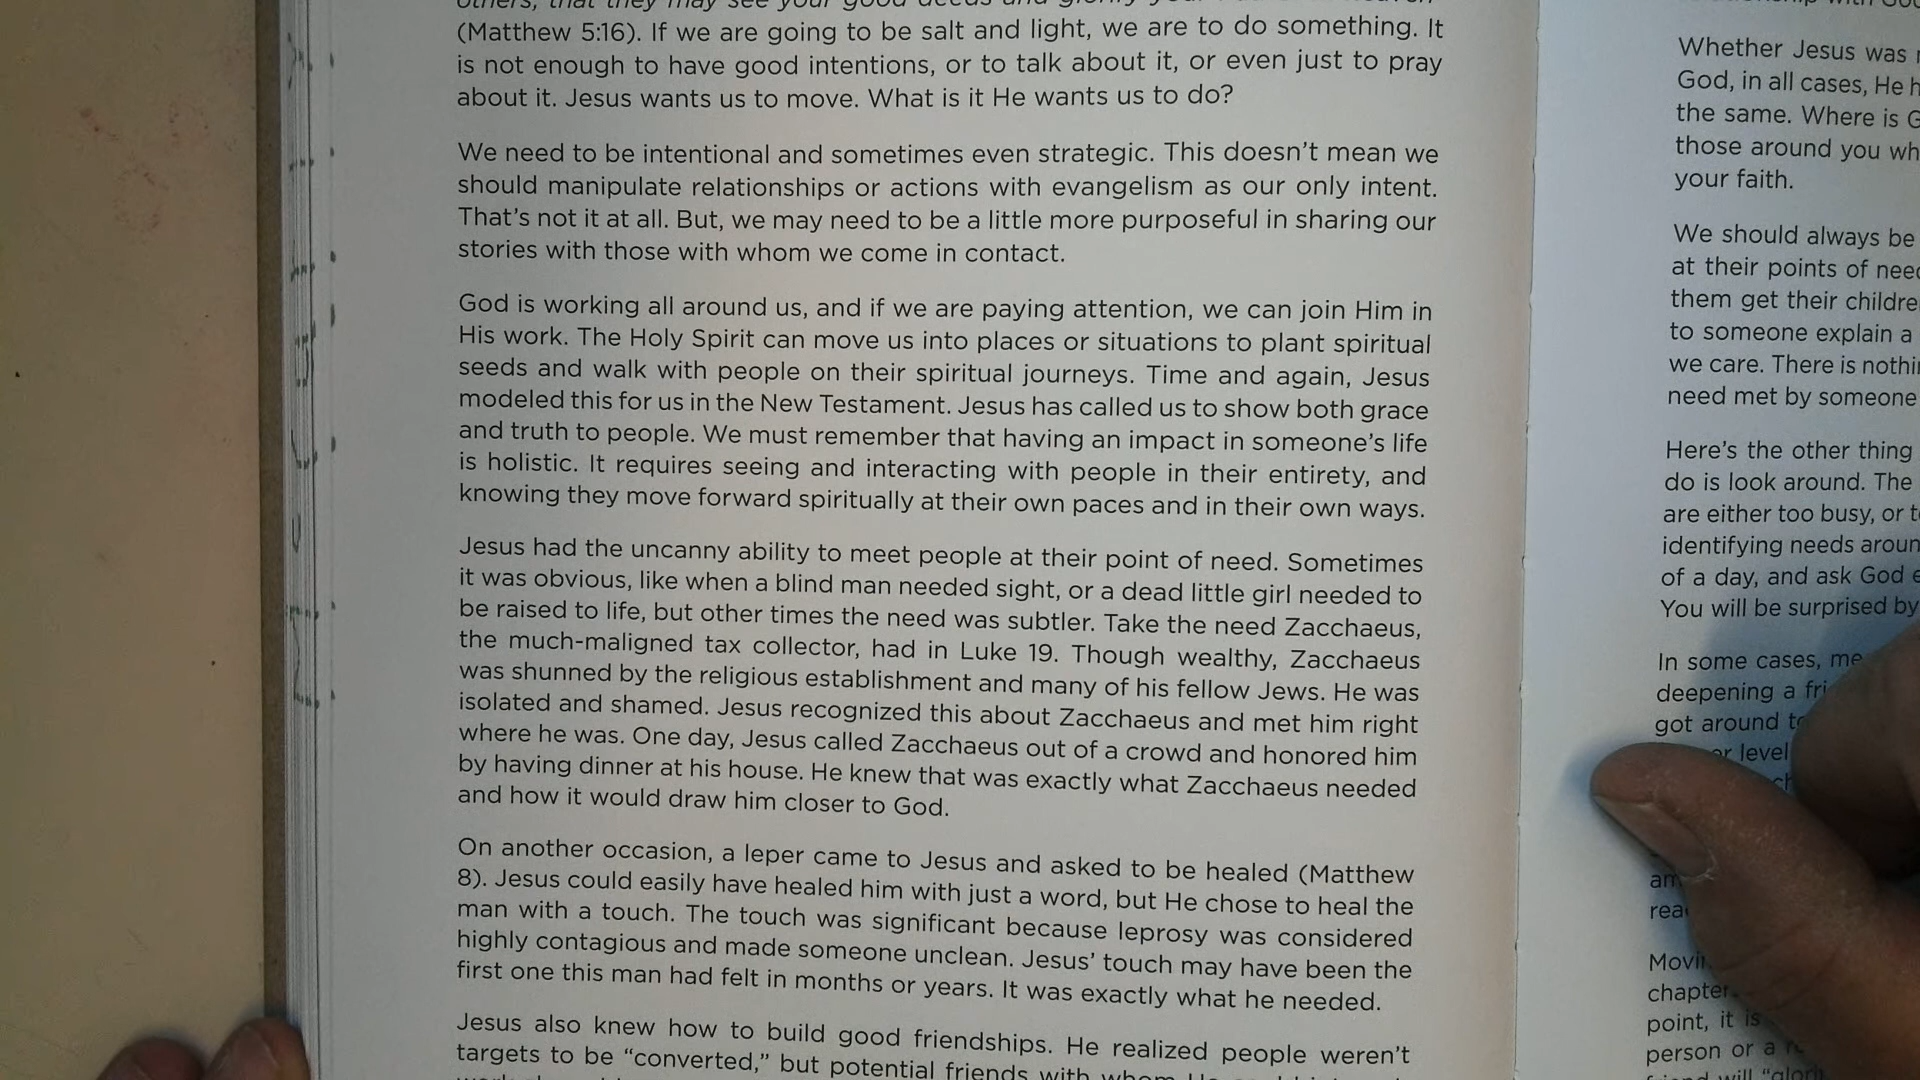 others, that they may see your good deeds and glorify your
(Matthew 5:16). If we are going to be salt and light, we are to do something. It
is not enough to have good intentions, or to talk about it, or even just to pray
about it. Jesus wants us to move. What is it He wants us to do?
We need to be intentional and sometimes even strategic. This doesn't mean we
should manipulate relationships or actions with evangelism as our only intent.
That's not it at all. But, we may need to be a little more purposeful in sharing our
stories with those with whom we come in contact.
God is working all around us, and if we are paying attention, we can join Him in
His work. The Holy Spirit can move us into places or situations to plant spiritual
seeds and walk with people on their spiritual journeys. Time and again, Jesus
modeled this for us in the New Testament. Jesus has called us to show both grace
and truth to people. We must remember that having an impact in someone's life
is holistic. It requires seeing and interacting with people in their entirety, and
knowing they move forward spiritually at their own paces and in their own ways.
Jesus had the uncanny ability to meet people at their point of need. Sometimes
it was obvious, like when a blind man needed sight, or a dead little girl needed to
be raised to life, but other times the need was subtler. Take the need Zacchaeus,
the much-maligned tax collector, had in Luke 19. Though wealthy, Zacchaeus
was shunned by the religious establishment and many of his fellow Jews. He was
isolated and shamed. Jesus recognized this about Zacchaeus and met him right
where he was. One day, Jesus called Zacchaeus out of a crowd and honored him
by having dinner at his house. He knew that was exactly what Zacchaeus needed
and how it would draw him closer to God.
On another occasion, a leper came to Jesus and asked to be healed (Matthew
8). Jesus could easily have healed him with just a word, but He chose to heal the
man with a touch. The touch was significant because leprosy was considered
highly contagious and made someone unclean. Jesus' touch may have been the
first one this man had felt in months or years. It was exactly what he needed.
Jesus also knew how to build good friendships. He realized people weren't
targets to be "converted," but potential friends with whom He
Whether Jesus was
God, in all cases, He
the same. Where is
those around you
your faith.
We should always be
at their points of
them get their
to someone explain a
we care. There is
need met by someone
Here's the other thing
do is look around. The
are either too busy, or
identifying needs
of a day, and ask God
You will be surprised by
In some cases,
deepening a
got around
level
chapter
point, it is
person or a
will